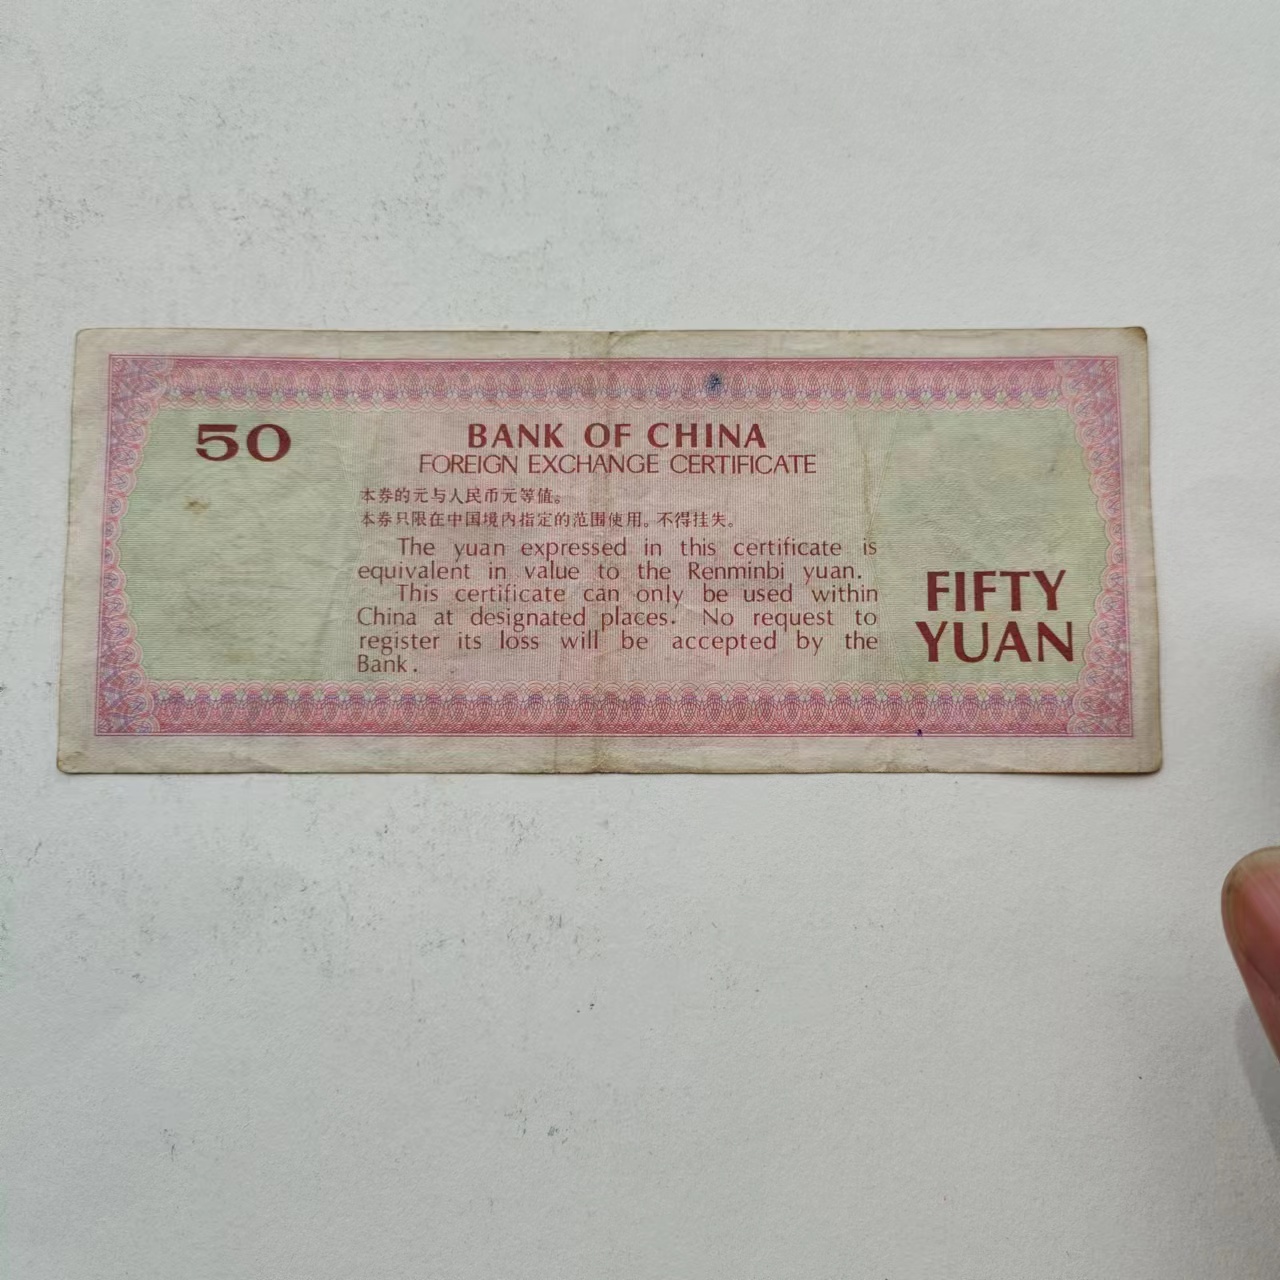 50
BANK OF CHINA
FOREIGN EXCHANGE CERTIFICATE
本券的元与人民币元等值。
本券只限在中国境内指定的范围使用。不得挂失。
The yuan expressed in this certificate is
equivalent in value to the Renminbi yuan.
This certificate can only be used within
China at designated places. No request to
register its loss will be accepted by the
Bank.
FIFTY
YUAN